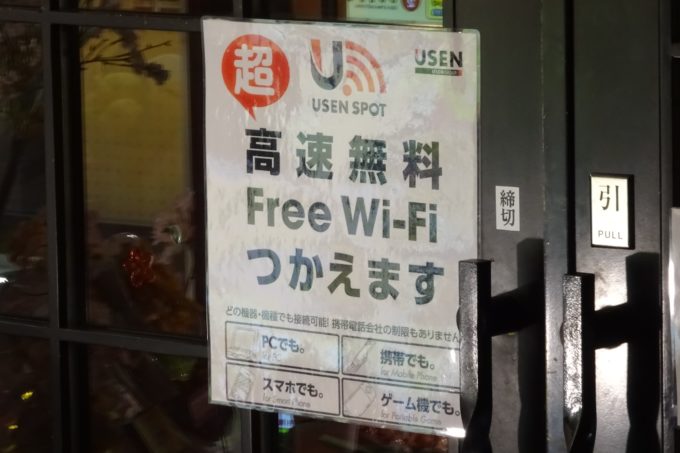 超
USEN SPOT
USEN
高速無料
Free Wi-Fi
つかえます
どの機器・機種でも接続可能! 携帯電話会社の制限もありません
PCでも。
for PC
携帯でも。
for Mobile Phone
スマホでも。
for Smart Phone
ゲーム機でも。
for Portable Game
締切
引
PULL